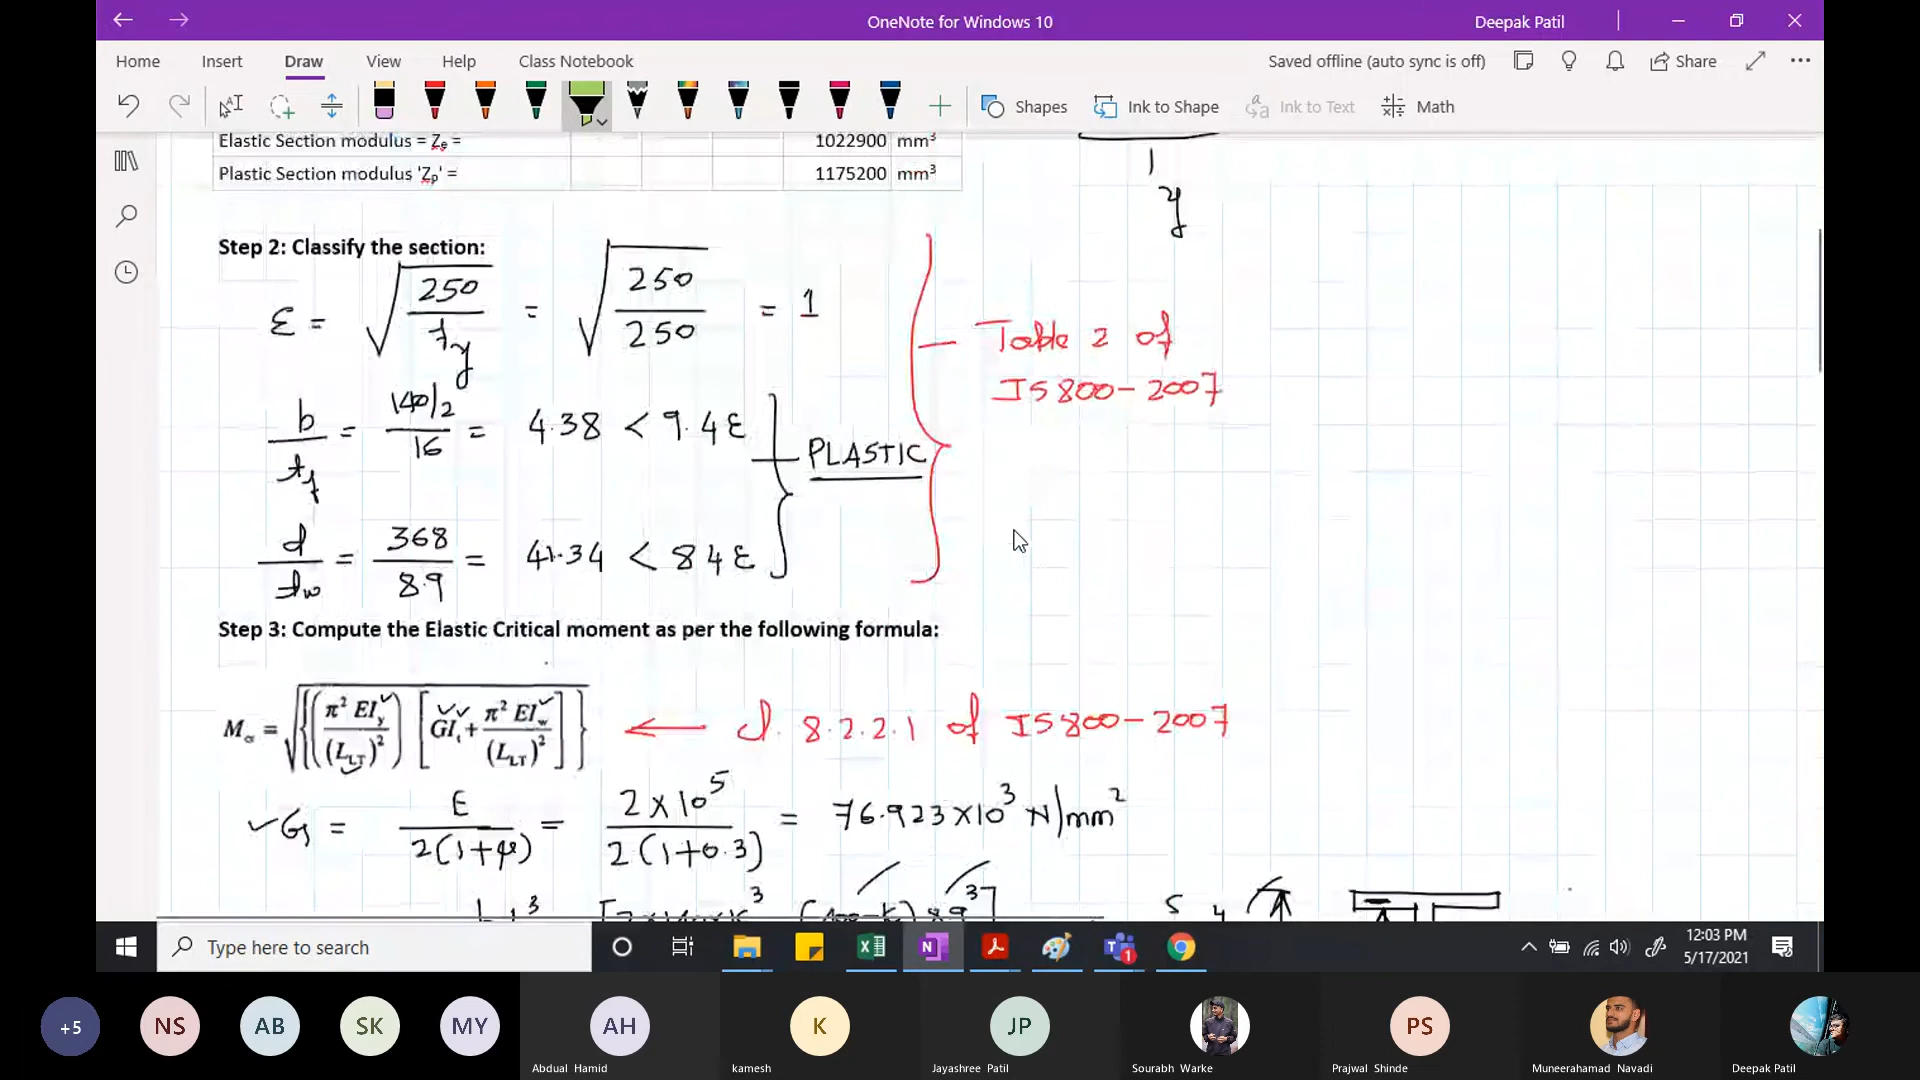 OneNote for Windows 10
Deepak Patil
Home Insert Draw View Help Class Notebook
Saved offline (auto sync is off) Share
Shapes Ink to Shape Ink to Text Math
Elastic Section modulus = Ze = 1022900 mm³
Plastic Section modulus 'Zp' = 1175200 mm³
1
y
Step 2: Classify the section:
ε = √(250/fy) = √(250/250) = 1
Table 2 of
IS800-2007
b/tf = (140/2)/16 = 4.38 < 9.4ε
PLASTIC
d/tw = 368/8.9 = 41.34 < 84ε
Step 3: Compute the Elastic Critical moment as per the following formula:
Mcr = √{(π² EIy/(LLT)²) [GIt + π² EIw/(LLT)²]}
cl. 8.2.2.1 of IS800-2007
G = E/2(1+μ) = 2×10⁵/2(1+0.3) = 76.923×10³ N/mm²
Type here to search
12:03 PM
5/17/2021
+5 NS AB SK MY AH K JP PS
Abdual Hamid kamesh Jayashree Patil Sourabh Warke Prajwal Shinde Muneerahamad Navadi Deepak Patil